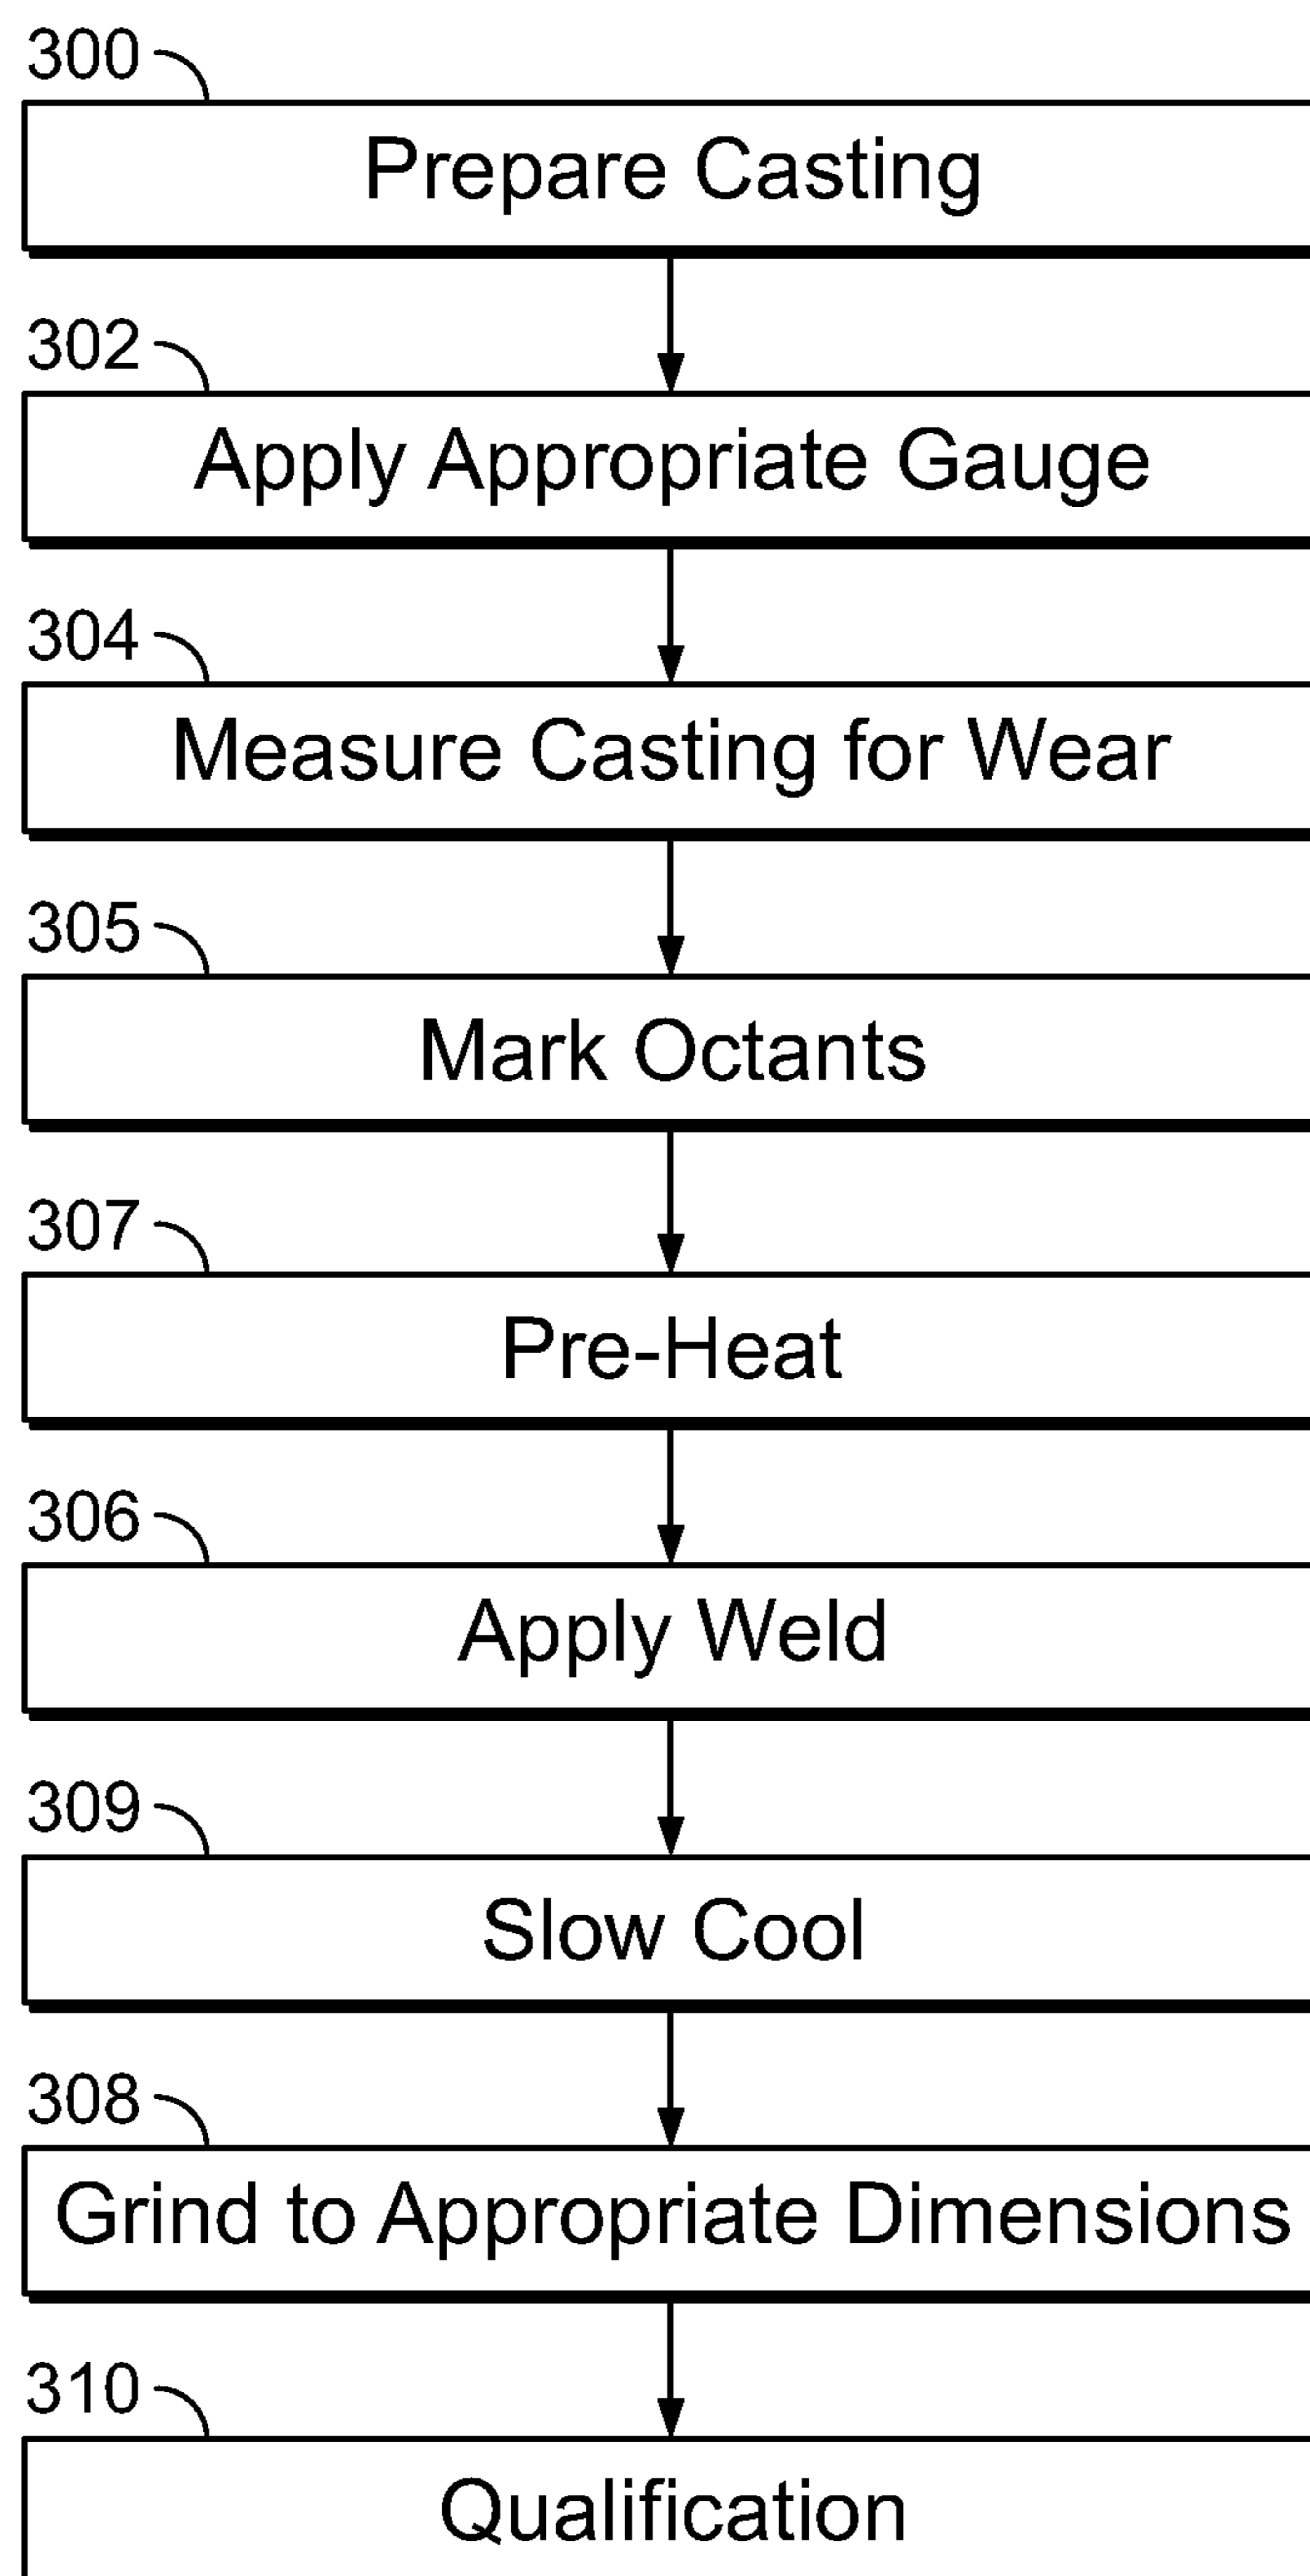 300
Prepare Casting
302
Apply Appropriate Gauge
304
Measure Casting for Wear
305
Mark Octants
307
Pre-Heat
306
Apply Weld
309
Slow Cool
308
Grind to Appropriate Dimensions
310
Qualification